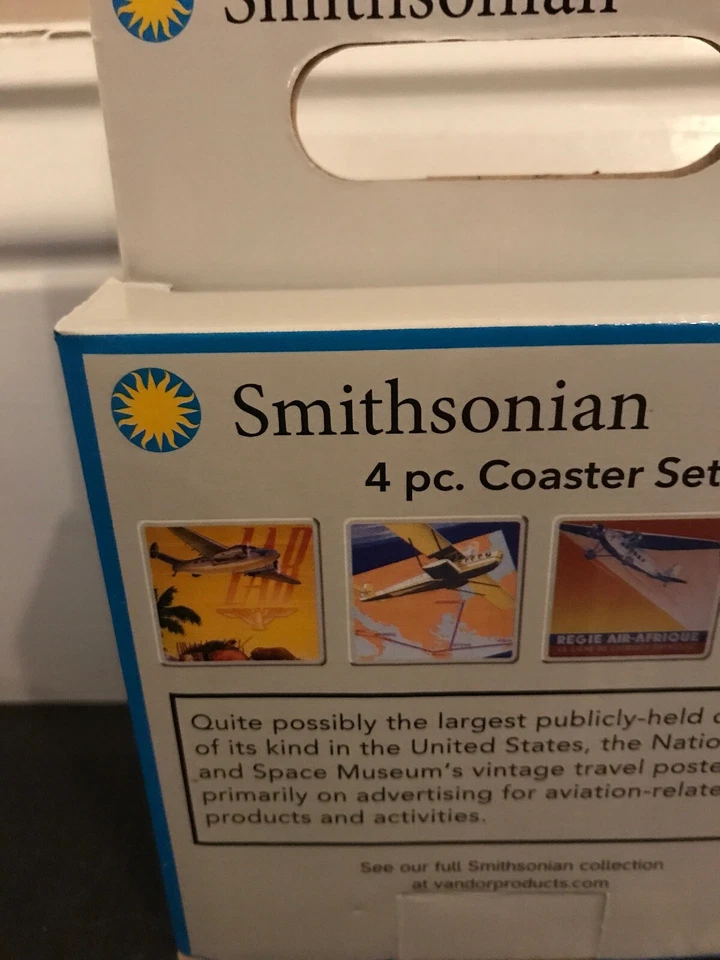 Smithsonian
Smithsonian
4 pc. Coaster Set
IAR
REGIE AIR-AFRIQUE
Quite possibly the largest publicly-held
of its kind in the United States, the Natio
and Space Museum's vintage travel poste
primarily on advertising for aviation-relate
products and activities.
See our full Smithsonian collection
at vandorproducts.com